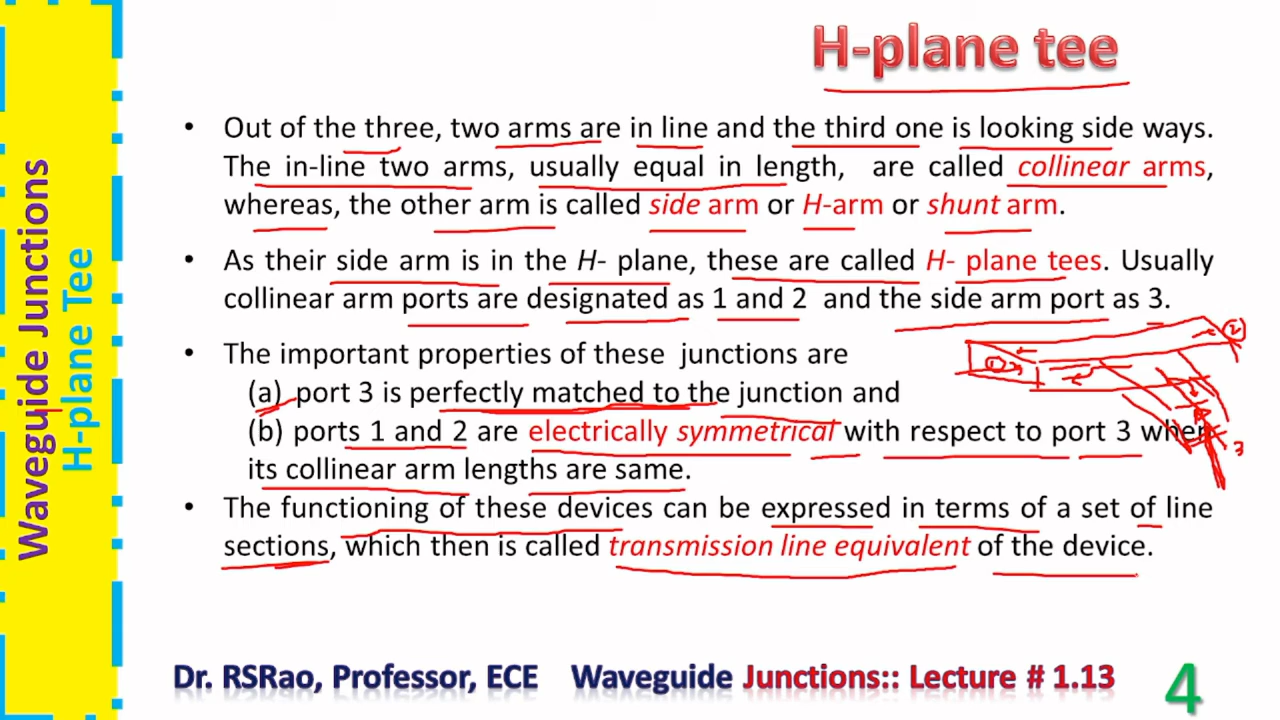 Waveguide Junctions
H-plane Tee
H-plane tee
• Out of the three, two arms are in line and the third one is looking side ways.
The in-line two arms, usually equal in length, are called collinear arms,
whereas, the other arm is called side arm or H-arm or shunt arm.
• As their side arm is in the H- plane, these are called H- plane tees. Usually
collinear arm ports are designated as 1 and 2 and the side arm port as 3.
• The important properties of these junctions are
(a) port 3 is perfectly matched to the junction and
(b) ports 1 and 2 are electrically symmetrical with respect to port 3 when
its collinear arm lengths are same.
• The functioning of these devices can be expressed in terms of a set of line
sections, which then is called transmission line equivalent of the device.
1
2
3
Dr. RSRao, Professor, ECE Waveguide Junctions:: Lecture # 1.13
4